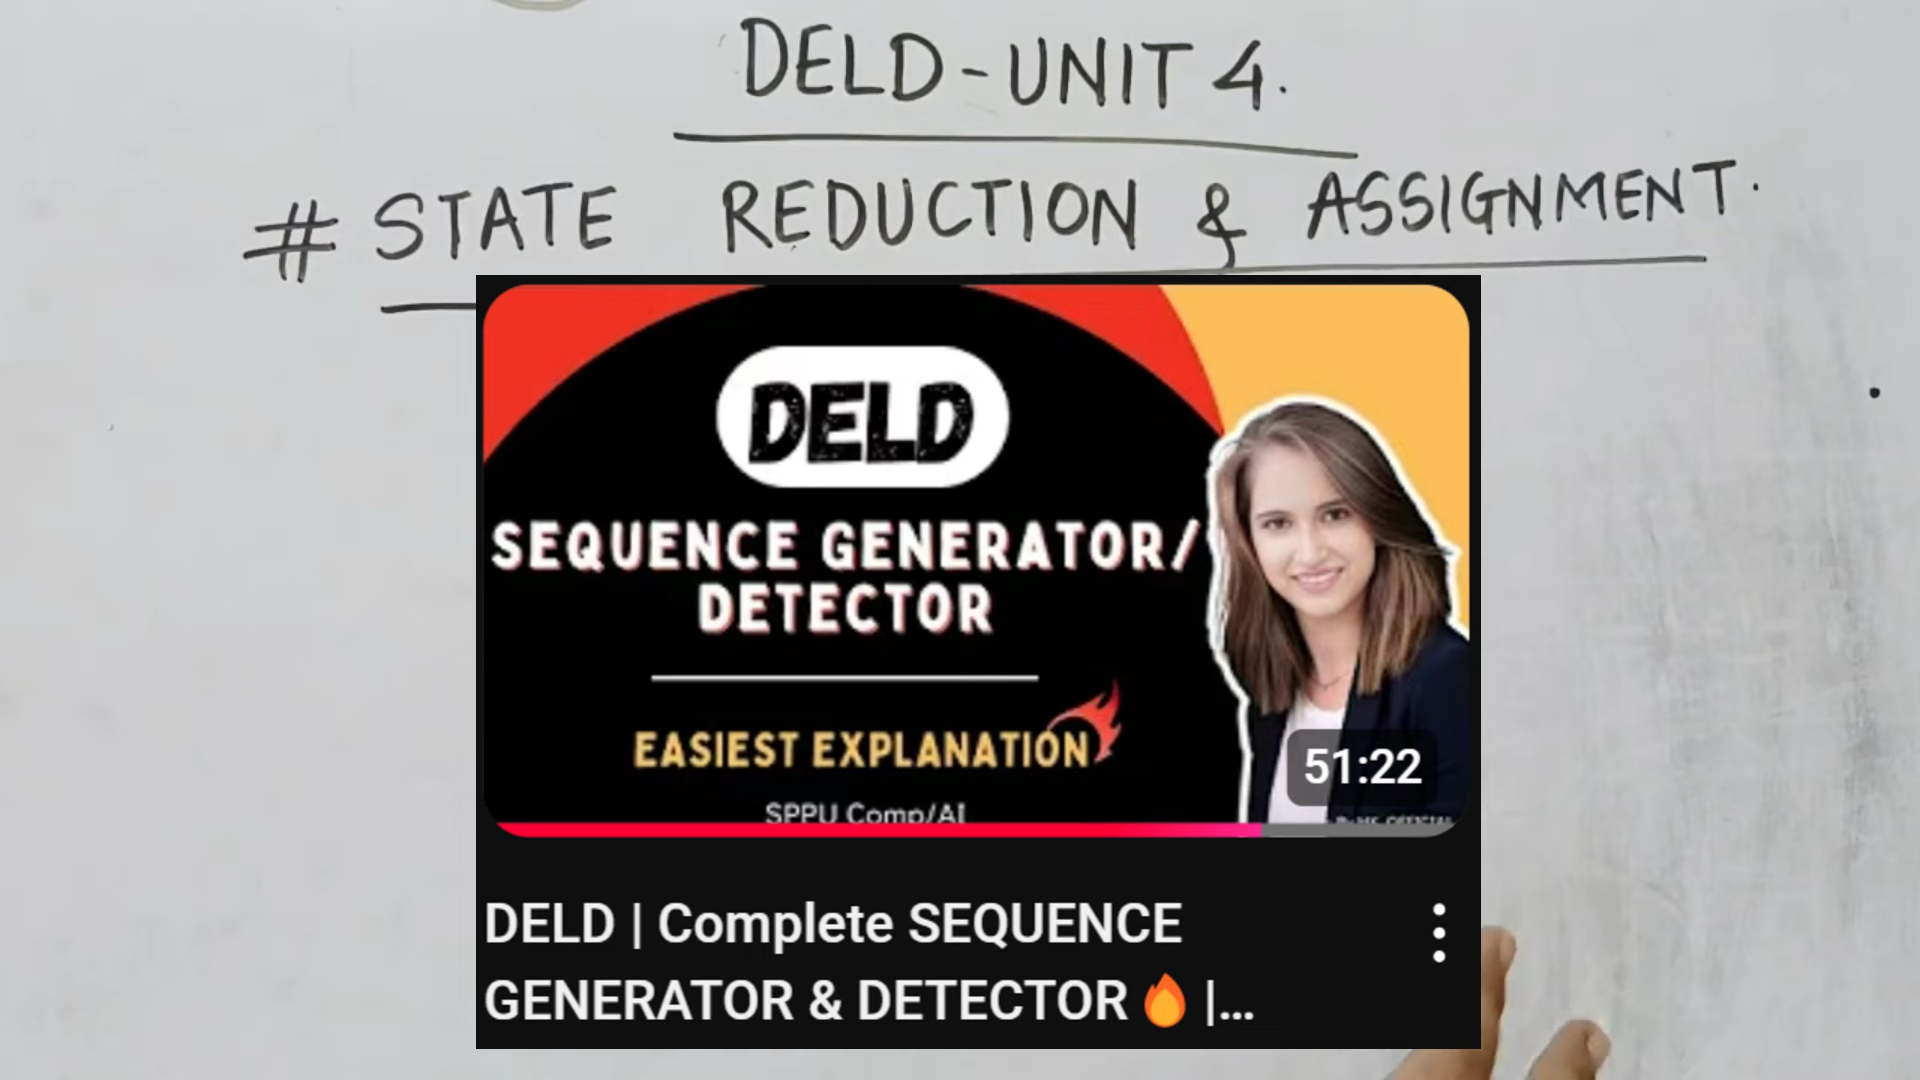 DELD - UNIT 4.
# STATE REDUCTION & ASSIGNMENT.
DELD
SEQUENCE GENERATOR/
DETECTOR
EASIEST EXPLANATION
51:22
SPPU Comp/AI
DELD | Complete SEQUENCE
GENERATOR & DETECTOR 🔥 |...